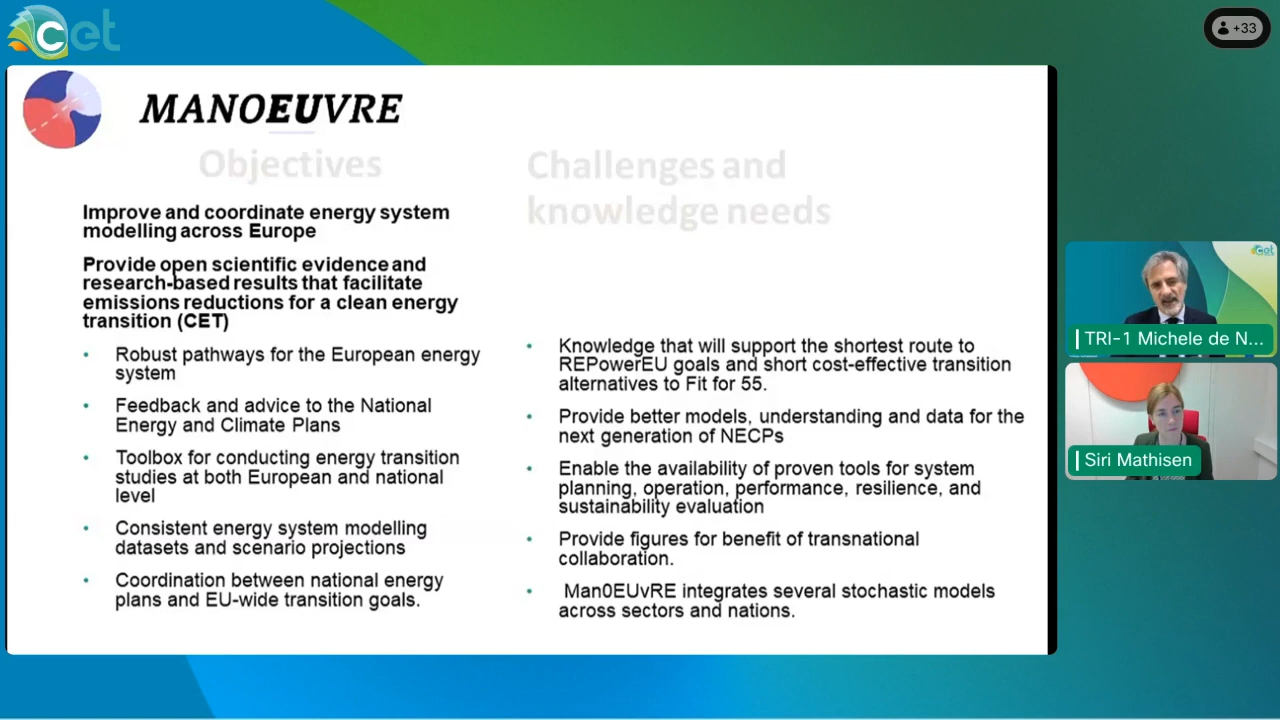 cet
+33
MANOEUVRE
Objectives
Improve and coordinate energy system
modelling across Europe
Provide open scientific evidence and
research-based results that facilitate
emissions reductions for a clean energy
transition (CET)
• Robust pathways for the European energy
system
• Feedback and advice to the National
Energy and Climate Plans
• Toolbox for conducting energy transition
studies at both European and national
level
• Consistent energy system modelling
datasets and scenario projections
• Coordination between national energy
plans and EU-wide transition goals.
Challenges and
knowledge needs
• Knowledge that will support the shortest route to
REPowerEU goals and short cost-effective transition
alternatives to Fit for 55.
• Provide better models, understanding and data for the
next generation of NECPs
• Enable the availability of proven tools for system
planning, operation, performance, resilience, and
sustainability evaluation
• Provide figures for benefit of transnational
collaboration.
• Man0EUvRE integrates several stochastic models
across sectors and nations.
cet
TRI-1 Michele de N...
Siri Mathisen